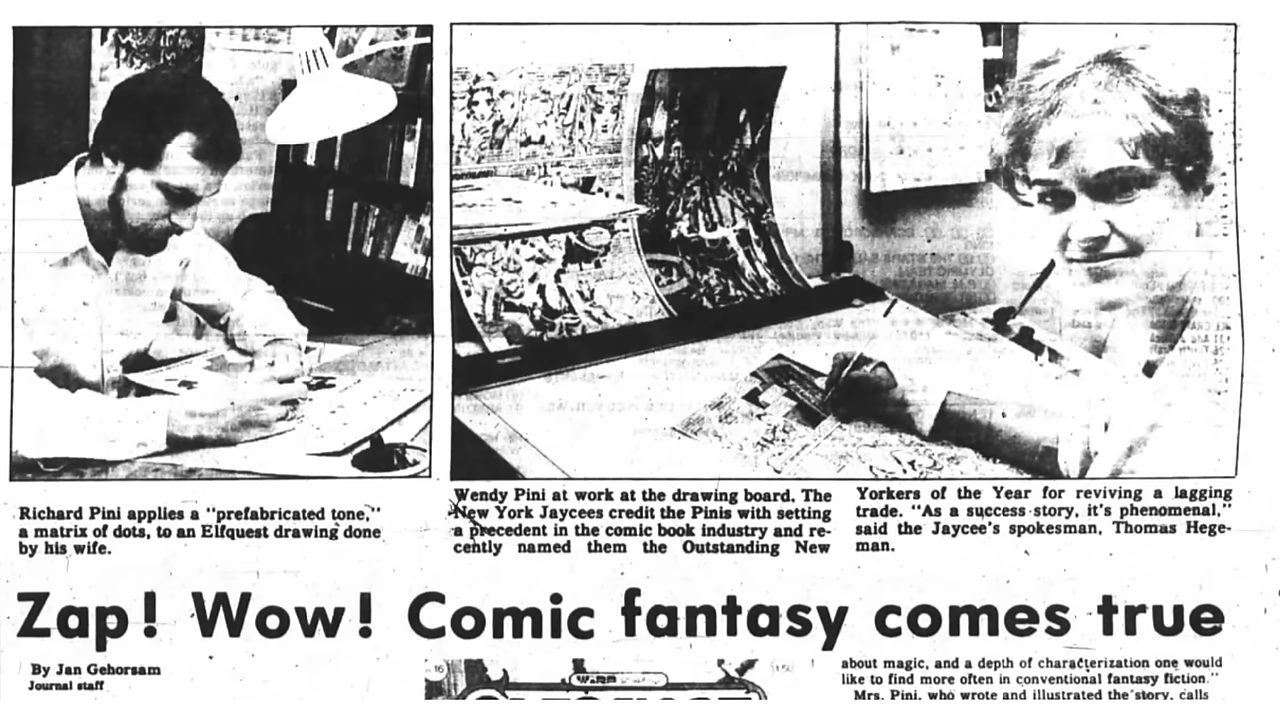 Richard Pini applies a "prefabricated tone,"
a matrix of dots, to an Elfquest drawing done
by his wife.
Wendy Pini at work at the drawing board. The
New York Jaycees credit the Pinis with setting
a precedent in the comic book industry and re-
cently named them the Outstanding New
Yorkers of the Year for reviving a lagging
trade. "As a success story, it's phenomenal,"
said the Jaycee's spokesman, Thomas Hege-
man.
Zap! Wow! Comic fantasy comes true
By Jan Gehorsam
Journal staff
16
WARP
$1.50
about magic, and a depth of characterization one would
like to find more often in conventional fantasy fiction."
Mrs. Pini, who wrote and illustrated the story, calls